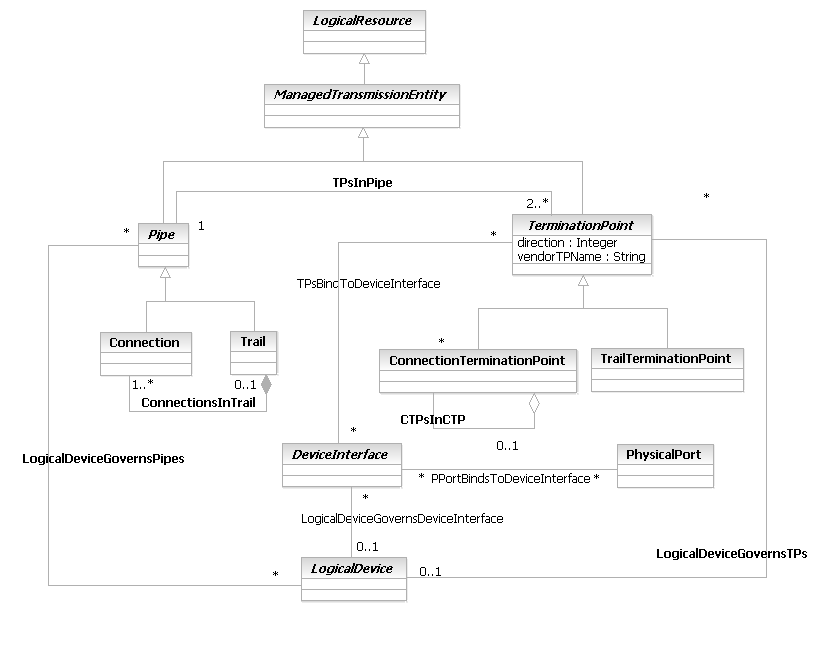 LogicalResource
ManagedTransmissionEntity
TPsInPipe
*
2..*
1
*
Pipe
*
TerminationPoint
direction : Integer
vendorTPName : String
TPsBindToDeviceInterface
Connection
Trail
*
ConnectionTerminationPoint
TrailTerminationPoint
1..*
0..1
ConnectionsInTrail
CTPsInCTP
*
0..1
LogicalDeviceGovernsPipes
DeviceInterface
PhysicalPort
* PPortBindsToDeviceInterface *
*
LogicalDeviceGovernsDeviceInterface
0..1
LogicalDeviceGovernsTPs
*
LogicalDevice
0..1